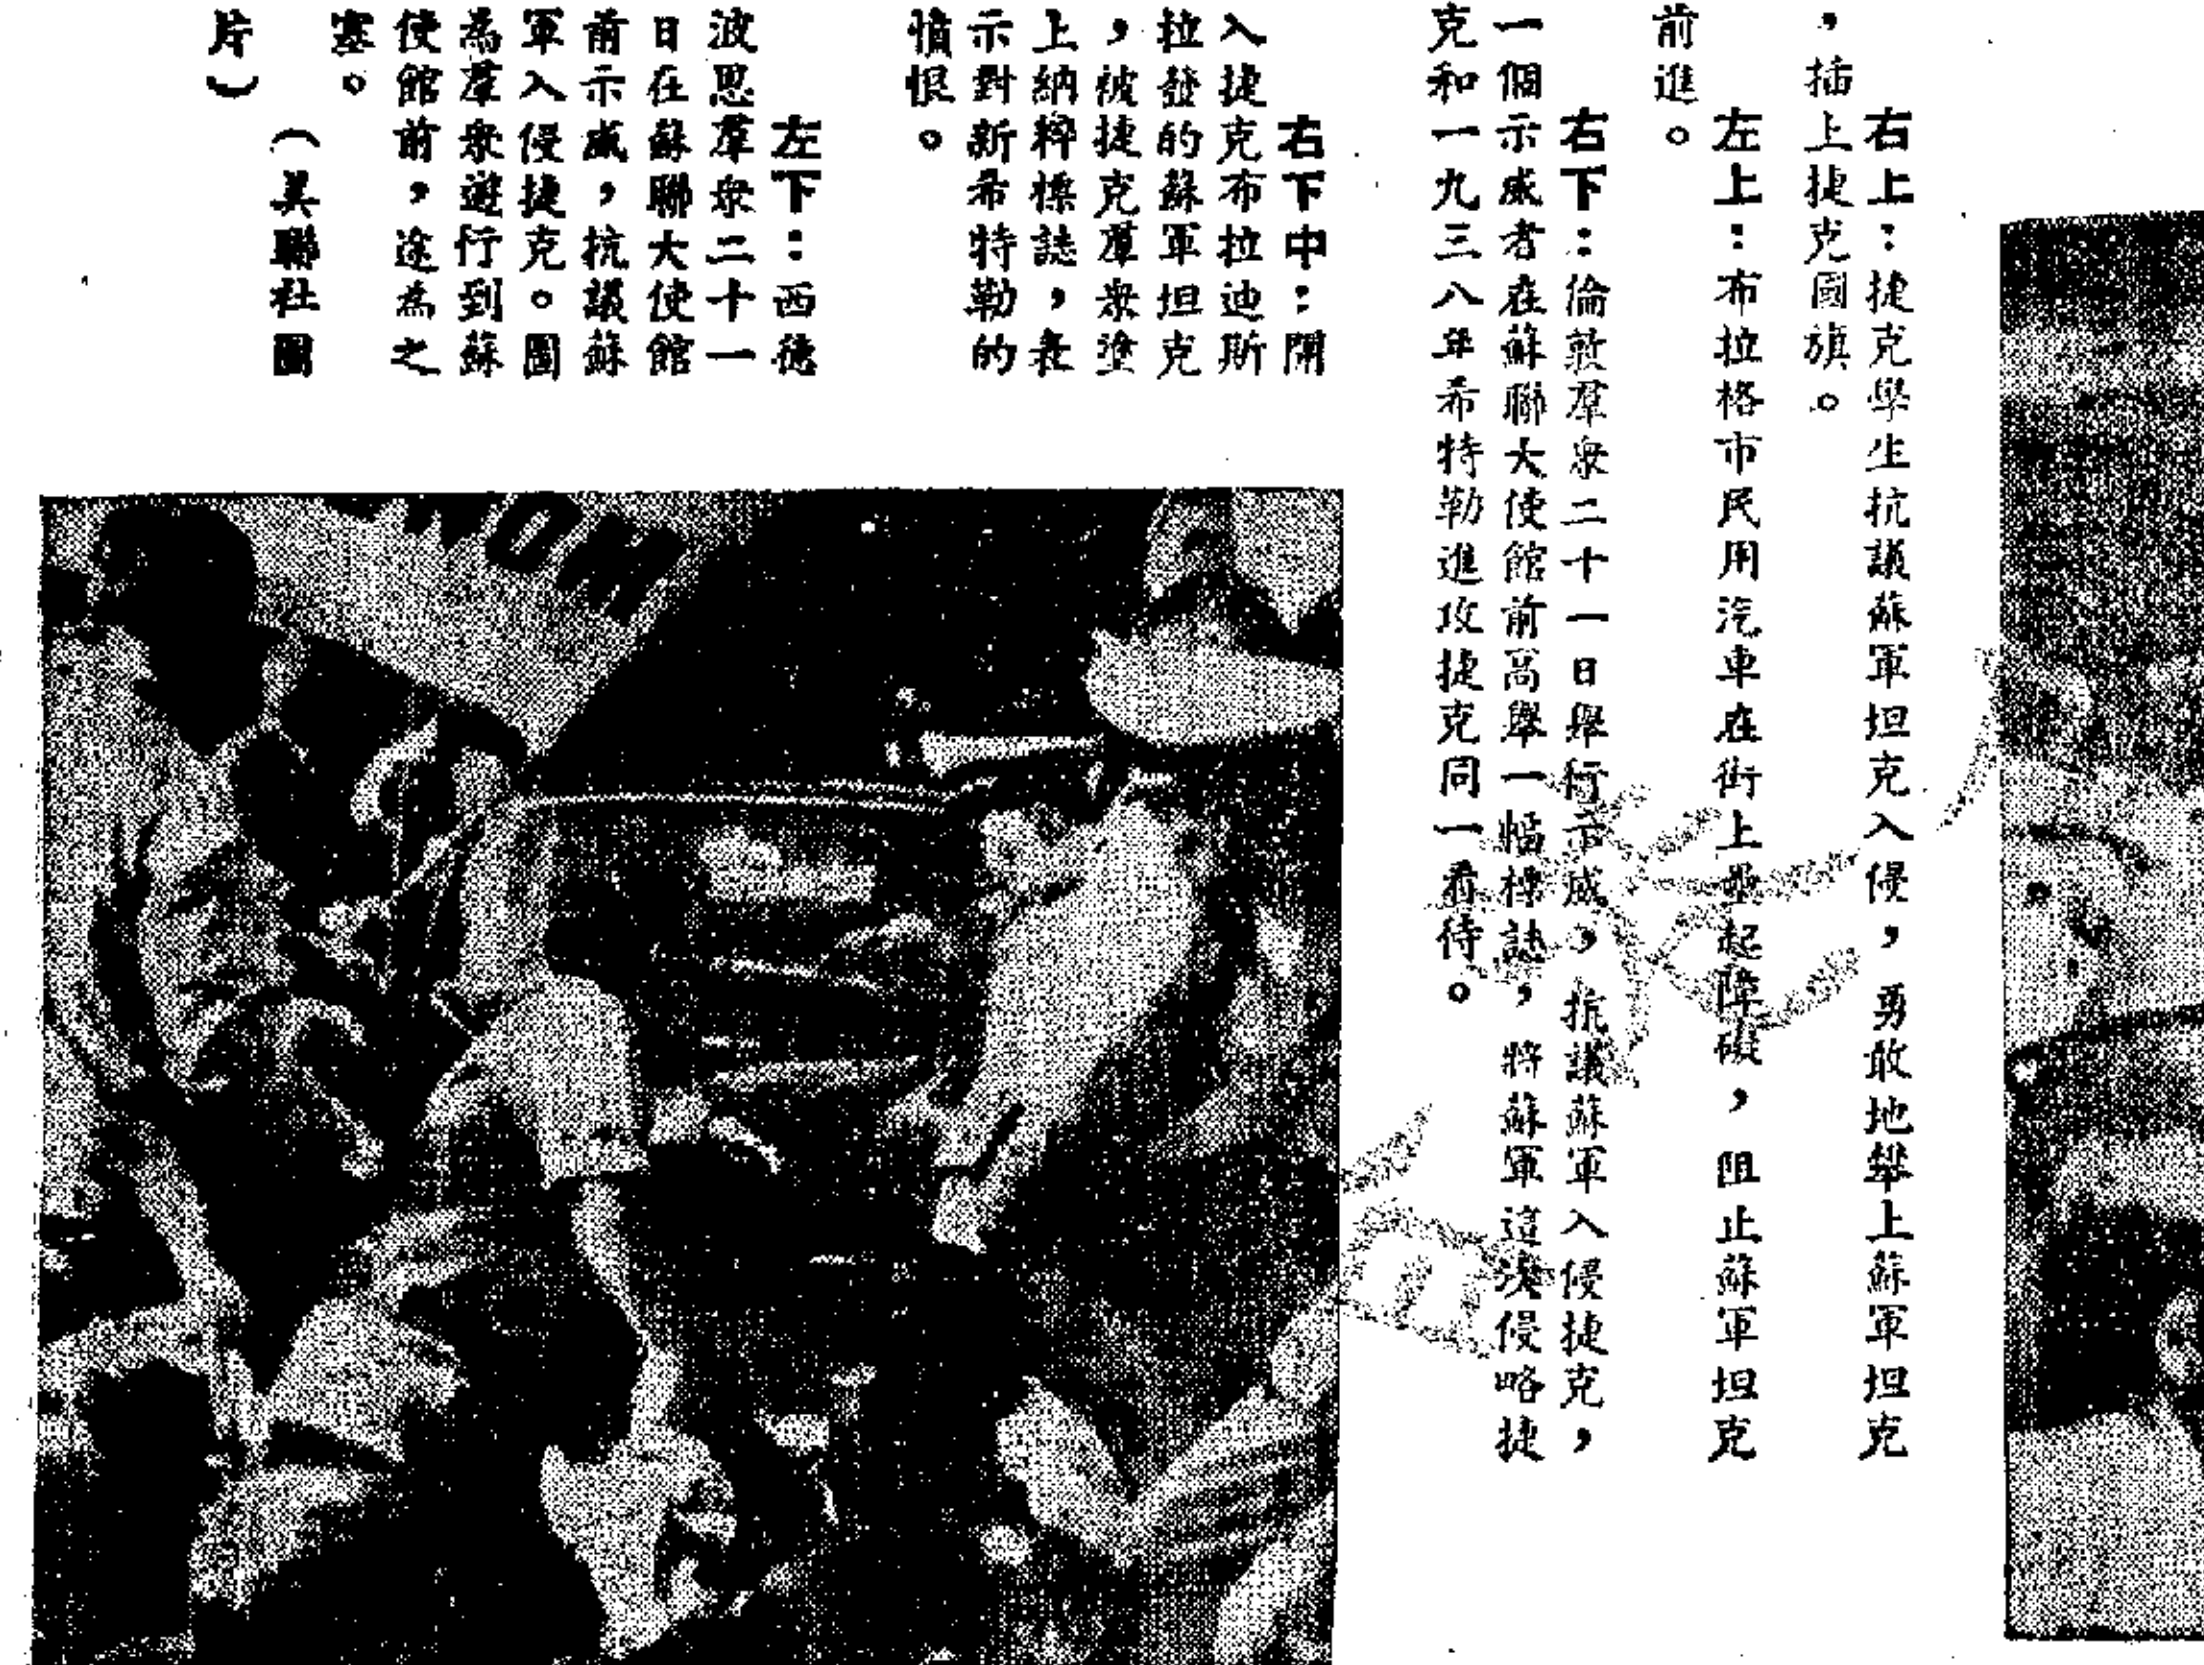 右上：捷克學生抗議蘇軍坦克入侵，勇敢地舉上蘇軍坦克
，插上捷克國旗。
左上：布拉格市民用汽車在街上壘起障礙，阻止蘇軍坦克
前進。
右下：倫敦羣衆二十一日舉行示威，抗議蘇軍入侵捷克，
一個示威者在蘇聯大使館前高舉一幅標誌，將蘇軍這次侵略捷
克和一九三八年希特勒進攻捷克同一看待。
右下中：開
入捷克布拉迪斯
拉發的蘇軍坦克
，被捷克羣衆塗
上納粹標誌，表
示對新希特勒的
憤恨。
左下：西德
波恩羣衆二十一
日在蘇聯大使館
前示威，抗議蘇
軍入侵捷克。圖
爲羣衆遊行到蘇
使館前，途爲之
塞。
（美聯社圖
片）